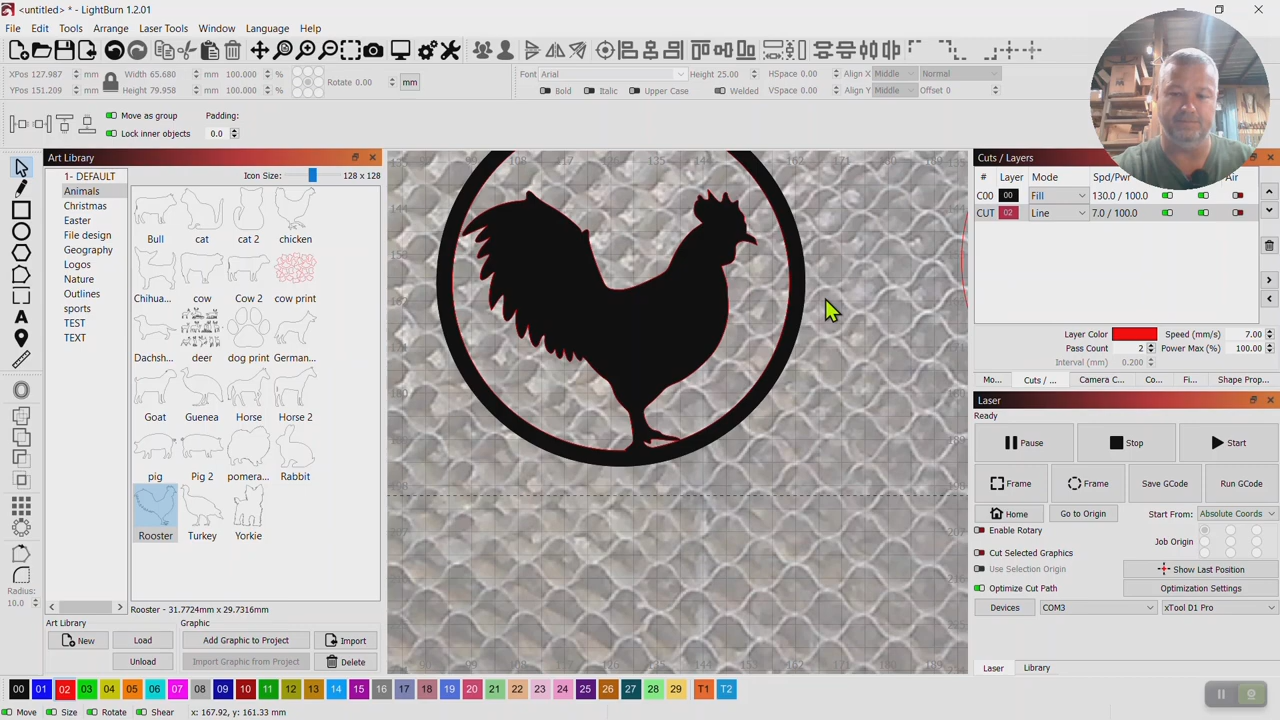 <untitled> * - LightBurn 1.2.01
File Edit Tools Arrange Laser Tools Window Language Help
XPos 127.987 mm Width 65.680 mm 100.000 % Rotate 0.00 mm
YPos 151.209 mm Height 79.958 mm 100.000 %
Font Arial Height 25.00 HSpace 0.00 Align X Middle Normal
Bold Italic Upper Case Welded VSpace 0.00 Align Y Middle Offset 0
Move as group Padding:
Lock inner objects 0.0
Art Library
1- DEFAULT
Animals
Christmas
Easter
File design
Geography
Logos
Nature
Outlines
sports
TEST
TEXT
Icon Size: 128 x 128
Bull cat cat 2 chicken
Chihua... cow Cow 2 cow print
Dachsh... deer dog print German...
Goat Guenea Horse Horse 2
pig Pig 2 pomera... Rabbit
Rooster Turkey Yorkie
Rooster - 31.7724mm x 29.7316mm
Art Library Graphic
New Load Add Graphic to Project Import
Unload Import Graphic from Project Delete
Cuts / Layers
# Layer Mode Spd/Pwr Air
C00 00 Fill 130.0 / 100.0
CUT 02 Line 7.0 / 100.0
Layer Color Speed (mm/s) 7.00
Pass Count 2 Power Max (%) 100.00
Interval (mm) 0.200
Mo... Cuts / ... Camera C... Co... Fi... Shape Prop...
Laser
Ready
Pause Stop Start
Frame Frame Save GCode Run GCode
Home Go to Origin Start From: Absolute Coords
Enable Rotary Job Origin
Cut Selected Graphics
Use Selection Origin Show Last Position
Optimize Cut Path Optimization Settings
Devices COM3 xTool D1 Pro
Laser Library
Radius:
10.0
00 01 02 03 04 05 06 07 08 09 10 11 12 13 14 15 16 17 18 19 20 21 22 23 24 25 26 27 28 29 T1 T2
Move Size Rotate Shear x: 167.92, y: 161.33 mm